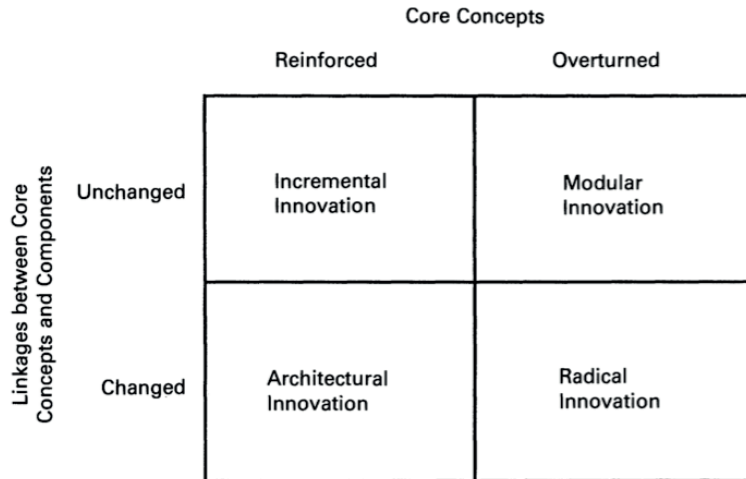 Core Concepts
Reinforced
Overturned
Linkages between Core
Concepts and Components
Unchanged
Incremental
Innovation
Modular
Innovation
Changed
Architectural
Innovation
Radical
Innovation